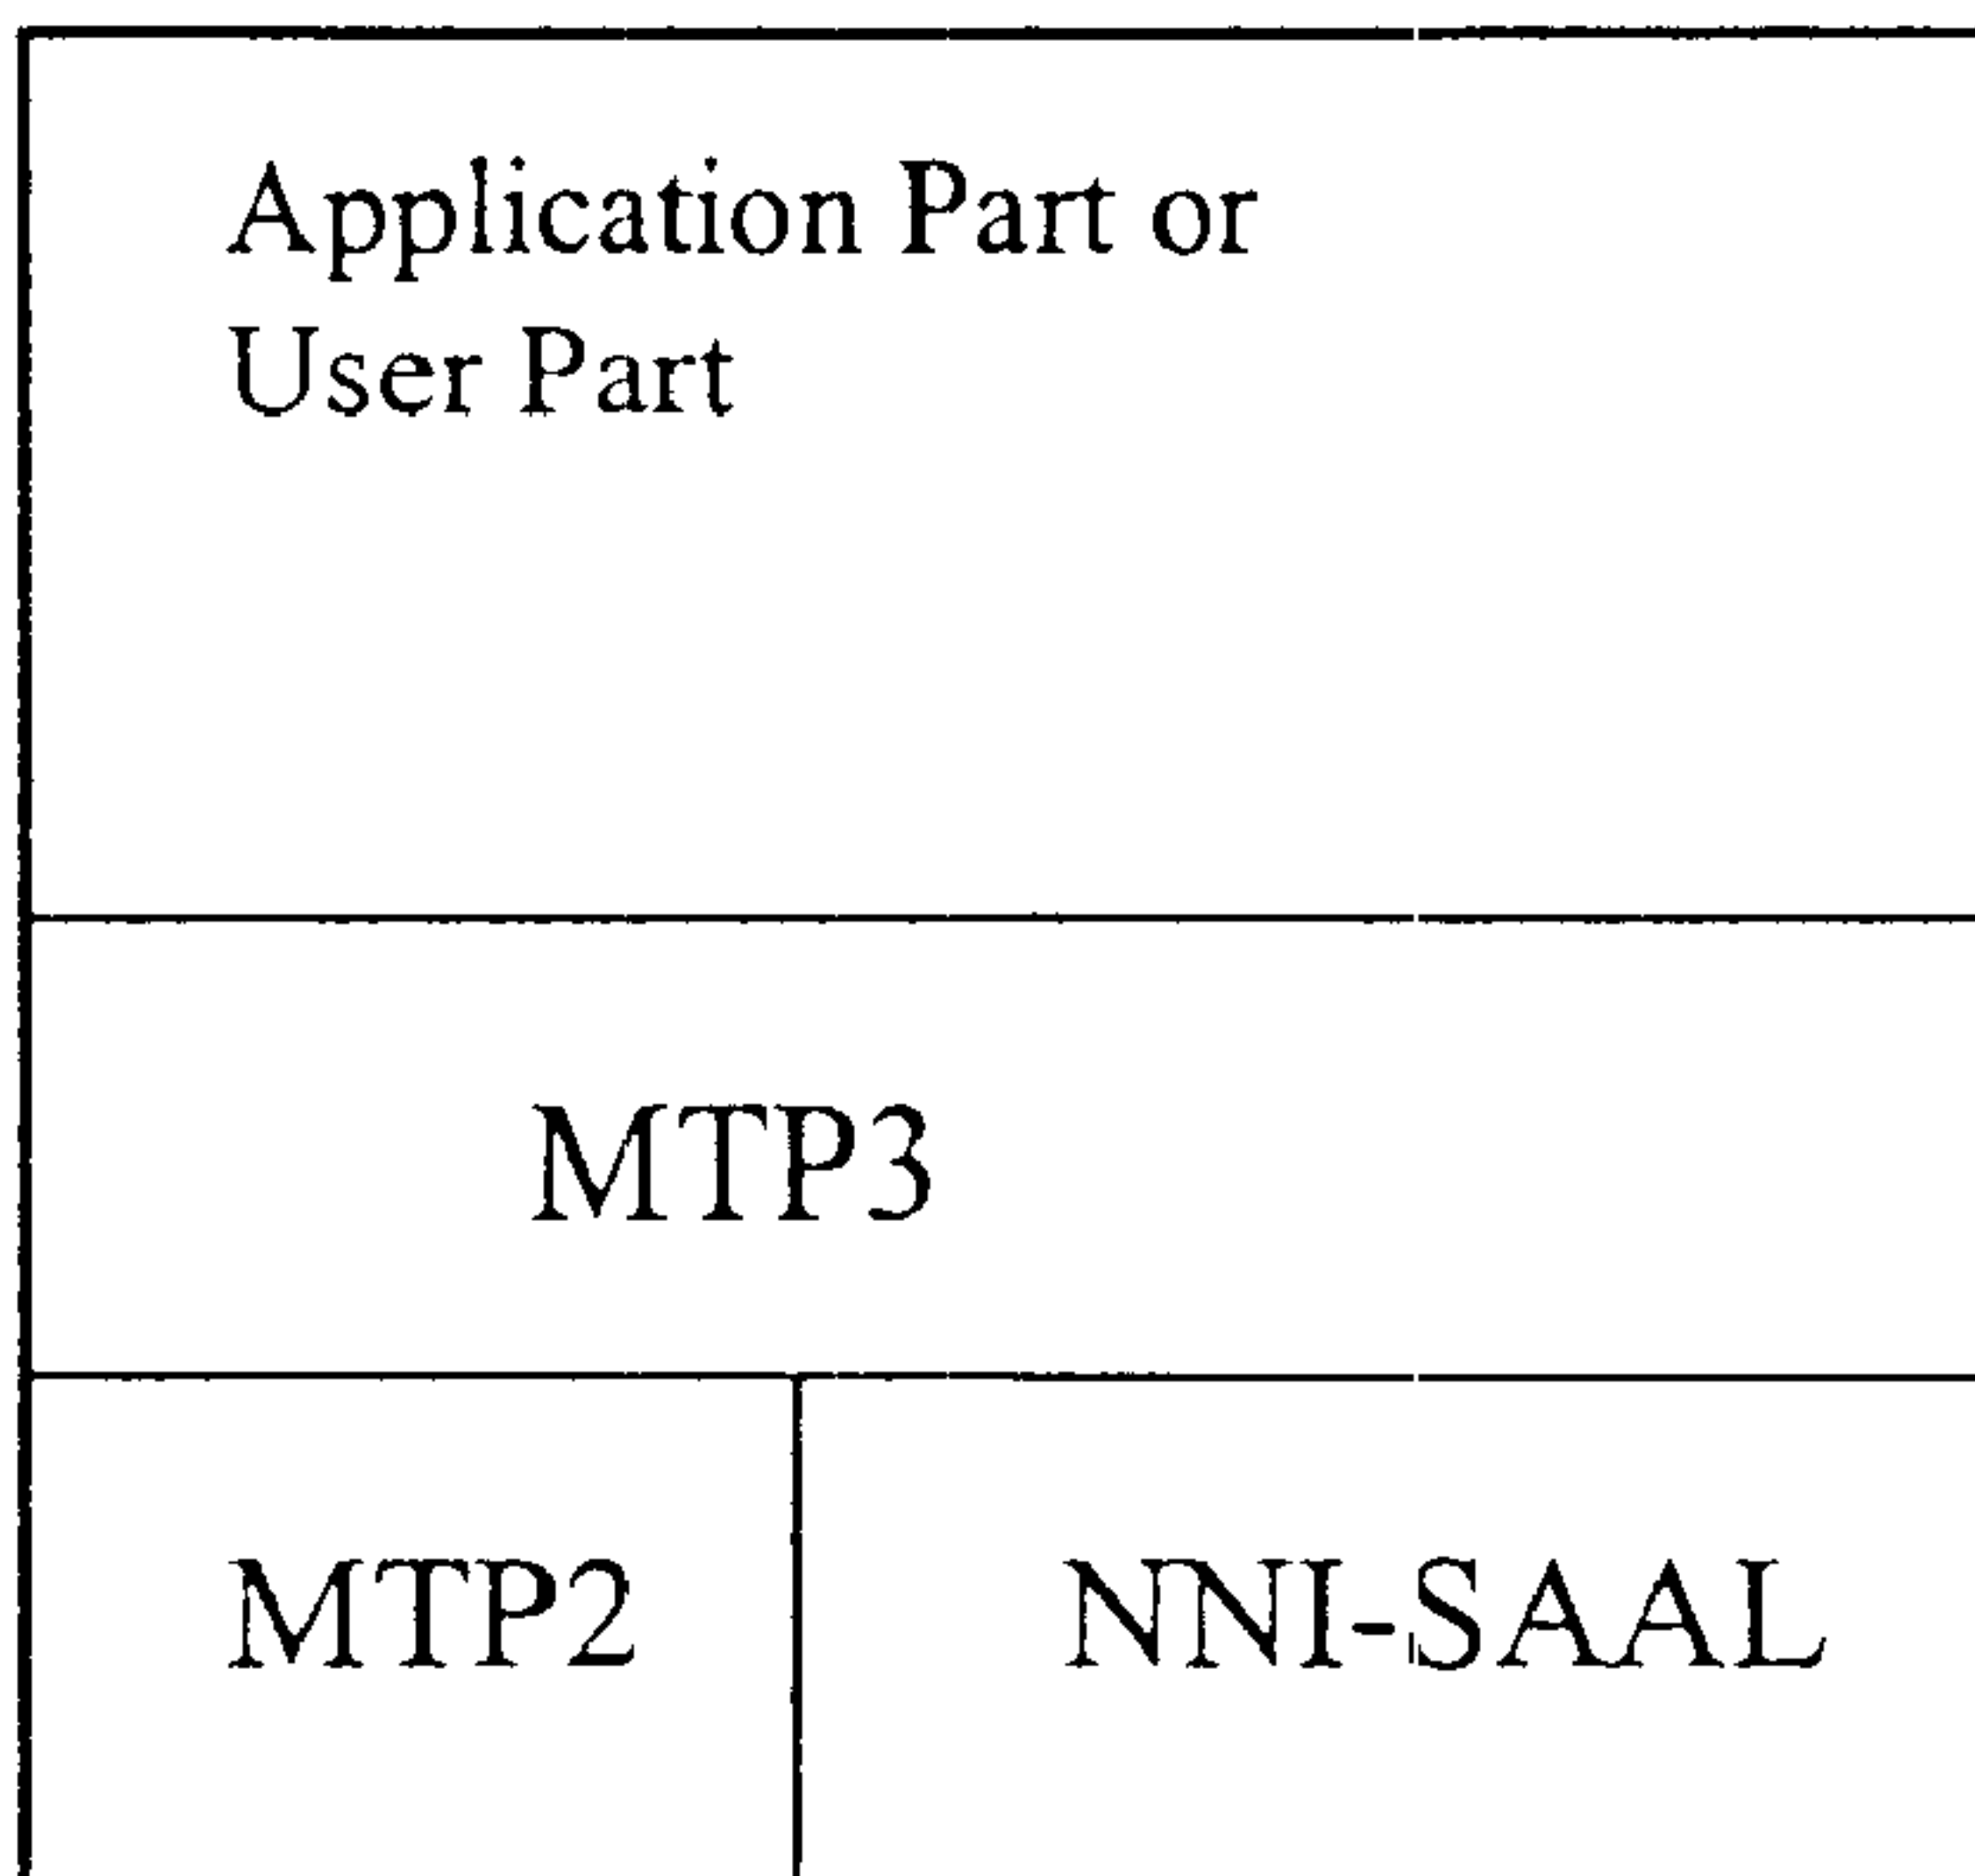 Application Part or
User Part
MTP3
MTP2
NNI-SAAL